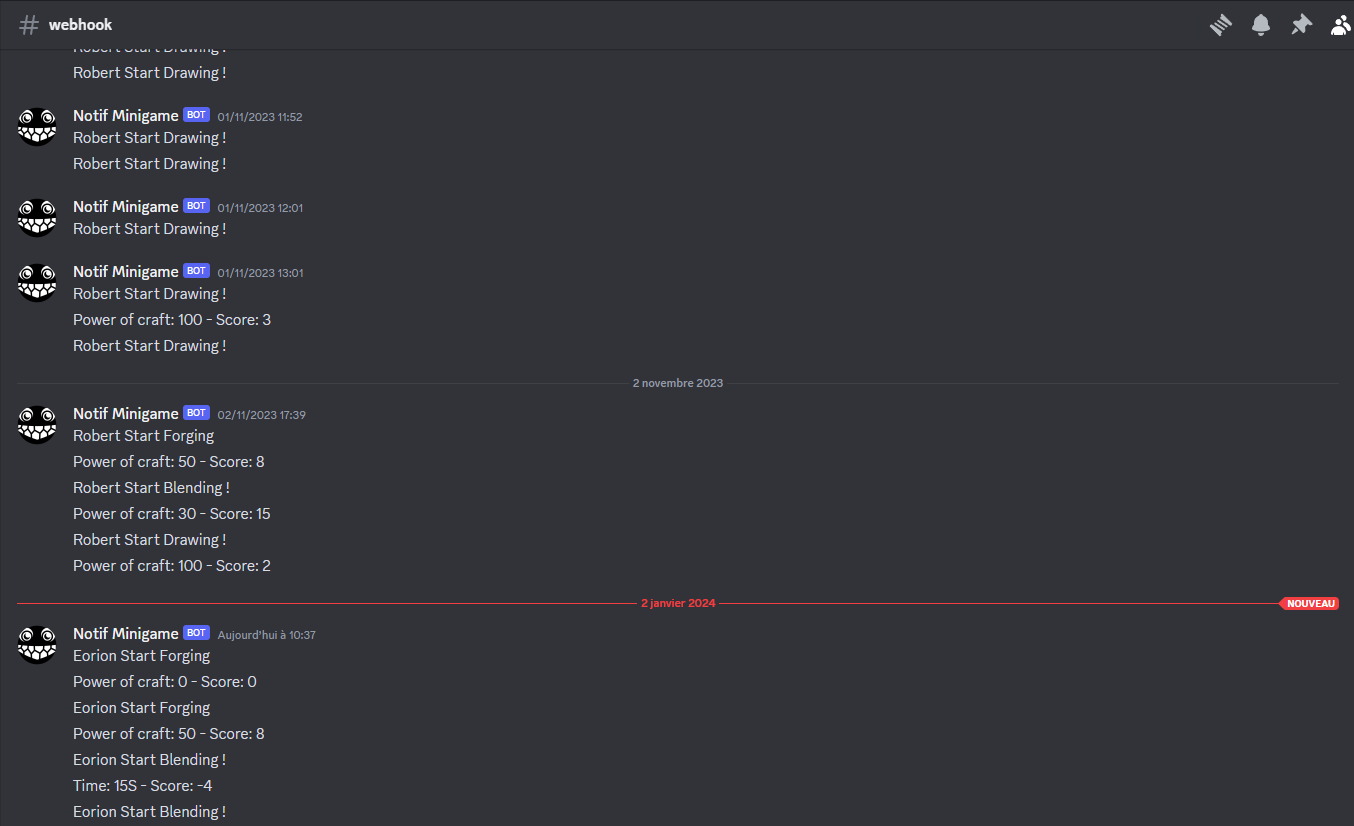 webhook
Robert Start Drawing !
Robert Start Drawing !
Notif Minigame BOT 01/11/2023 11:52
Robert Start Drawing !
Robert Start Drawing !
Notif Minigame BOT 01/11/2023 12:01
Robert Start Drawing !
Notif Minigame BOT 01/11/2023 13:01
Robert Start Drawing !
Power of craft: 100 - Score: 3
Robert Start Drawing !
2 novembre 2023
Notif Minigame BOT 02/11/2023 17:39
Robert Start Forging
Power of craft: 50 - Score: 8
Robert Start Blending !
Power of craft: 30 - Score: 15
Robert Start Drawing !
Power of craft: 100 - Score: 2
2 janvier 2024 NOUVEAU
Notif Minigame BOT Aujourd'hui à 10:37
Eorion Start Forging
Power of craft: 0 - Score: 0
Eorion Start Forging
Power of craft: 50 - Score: 8
Eorion Start Blending !
Time: 15S - Score: -4
Eorion Start Blending !